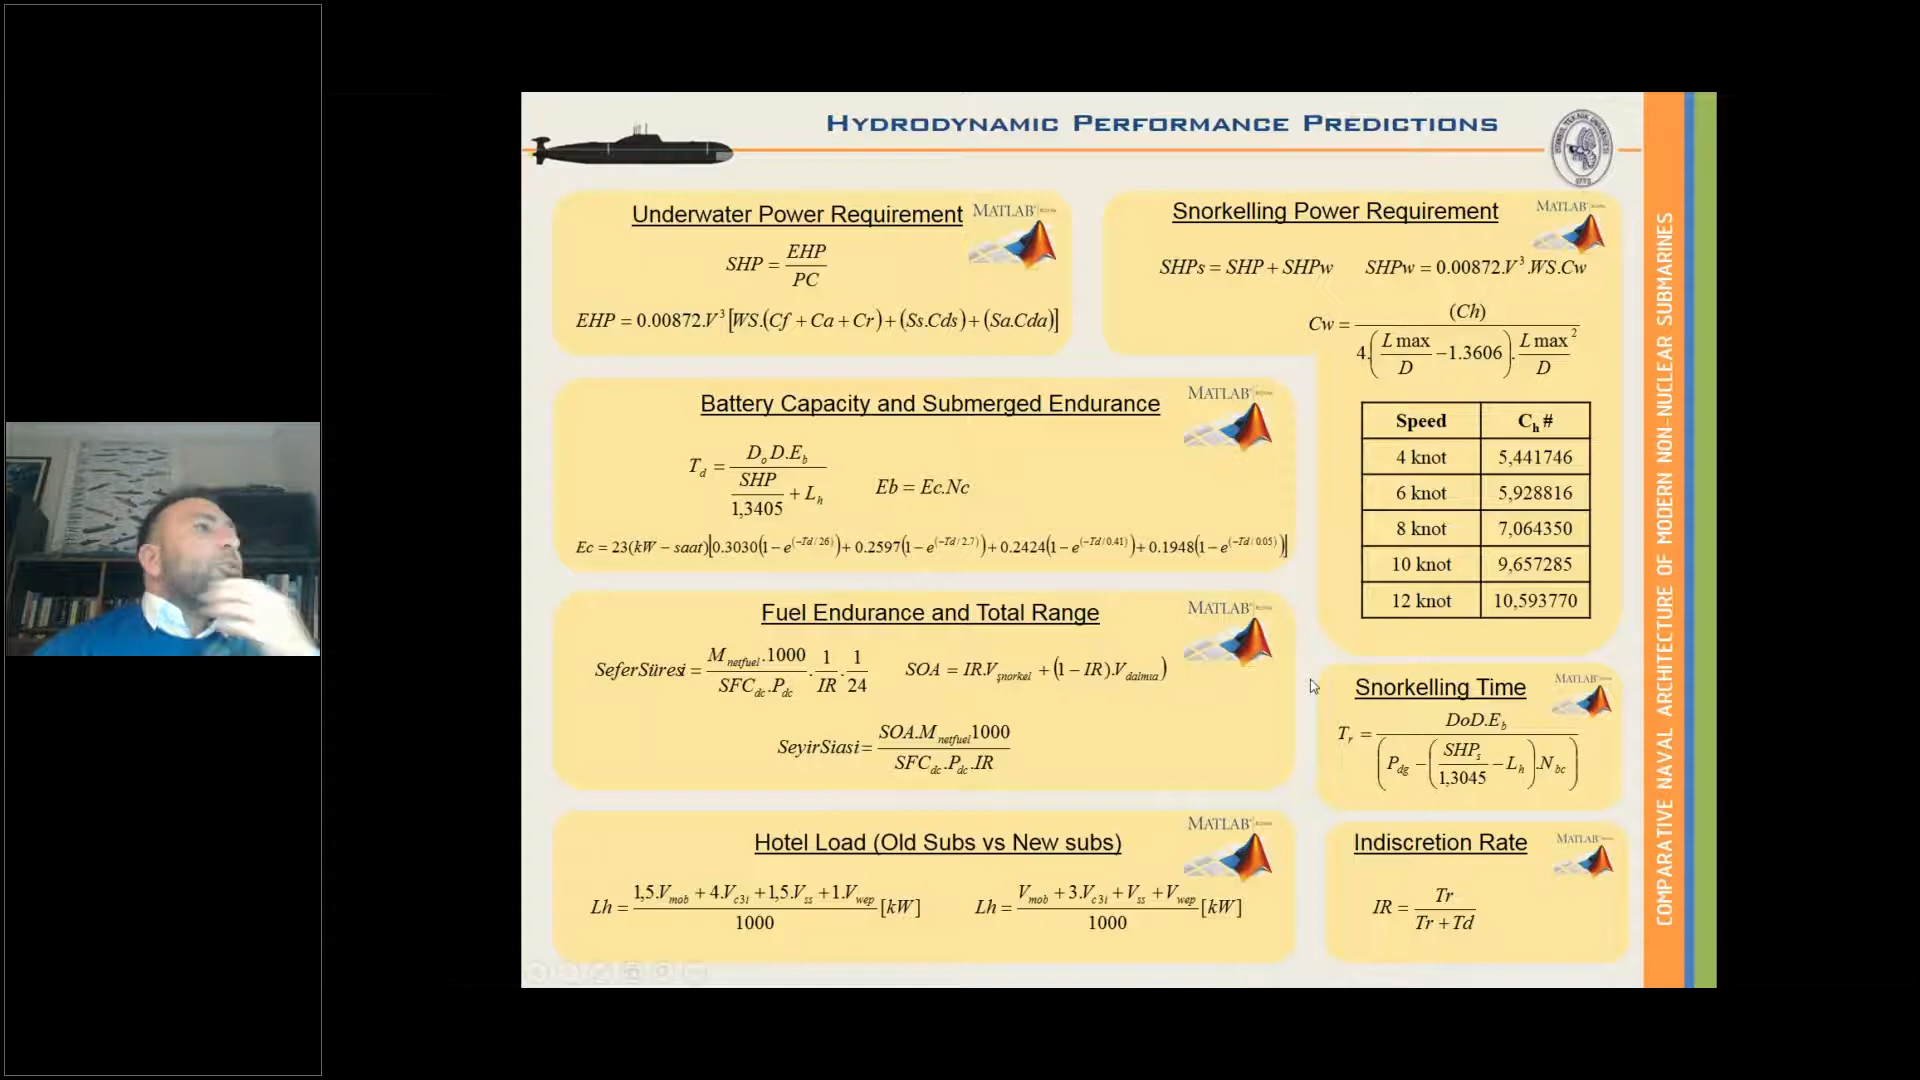 HYDRODYNAMIC PERFORMANCE PREDICTIONS
Underwater Power Requirement
MATLAB
SHP = EHP / PC
EHP = 0.00872.V^3 [WS.(Cf + Ca + Cr) + (Ss.Cds) + (Sa.Cda)]
Snorkelling Power Requirement
MATLAB
SHPs = SHP + SHPw SHPw = 0.00872.V^3.WS.Cw
Cw = (Ch) / 4.(L max / D − 1.3606).L max / D ^2
Speed C_h #
4 knot 5,441746
6 knot 5,928816
8 knot 7,064350
10 knot 9,657285
12 knot 10,593770
Battery Capacity and Submerged Endurance
MATLAB
T_d = D_o D.E_b / (SHP / 1,3405 + L_h) Eb = Ec.Nc
Ec = 23(kW − saat)[0.3030(1 − e^(−Td/26)) + 0.2597(1 − e^(−Td/2.7)) + 0.2424(1 − e^(−Td/0.41)) + 0.1948(1 − e^(−Td/0.05))]
Fuel Endurance and Total Range
MATLAB
SeferSüresi = M_netfuel.1000 / SFC_dc.P_dc . 1 / IR . 1 / 24 SOA = IR.V_şnorkel + (1 − IR).V_dalmıa)
SeyirSiasi = SOA.M_netfuel 1000 / SFC_dc.P_dc.IR
Snorkelling Time
MATLAB
T_r = DoD.E_b / (P_dg − (SHP_s / 1,3045 − L_h).N_bc)
Hotel Load (Old Subs vs New subs)
MATLAB
Lh = 1,5.V_mob + 4.V_c3i + 1,5.V_ss + 1.V_wep / 1000 [kW] Lh = V_mob + 3.V_c3i + V_ss + V_wep / 1000 [kW]
Indiscretion Rate
MATLAB
IR = Tr / Tr + Td
COMPARATIVE NAVAL ARCHITECTURE OF MODERN NON-NUCLEAR SUBMARINES